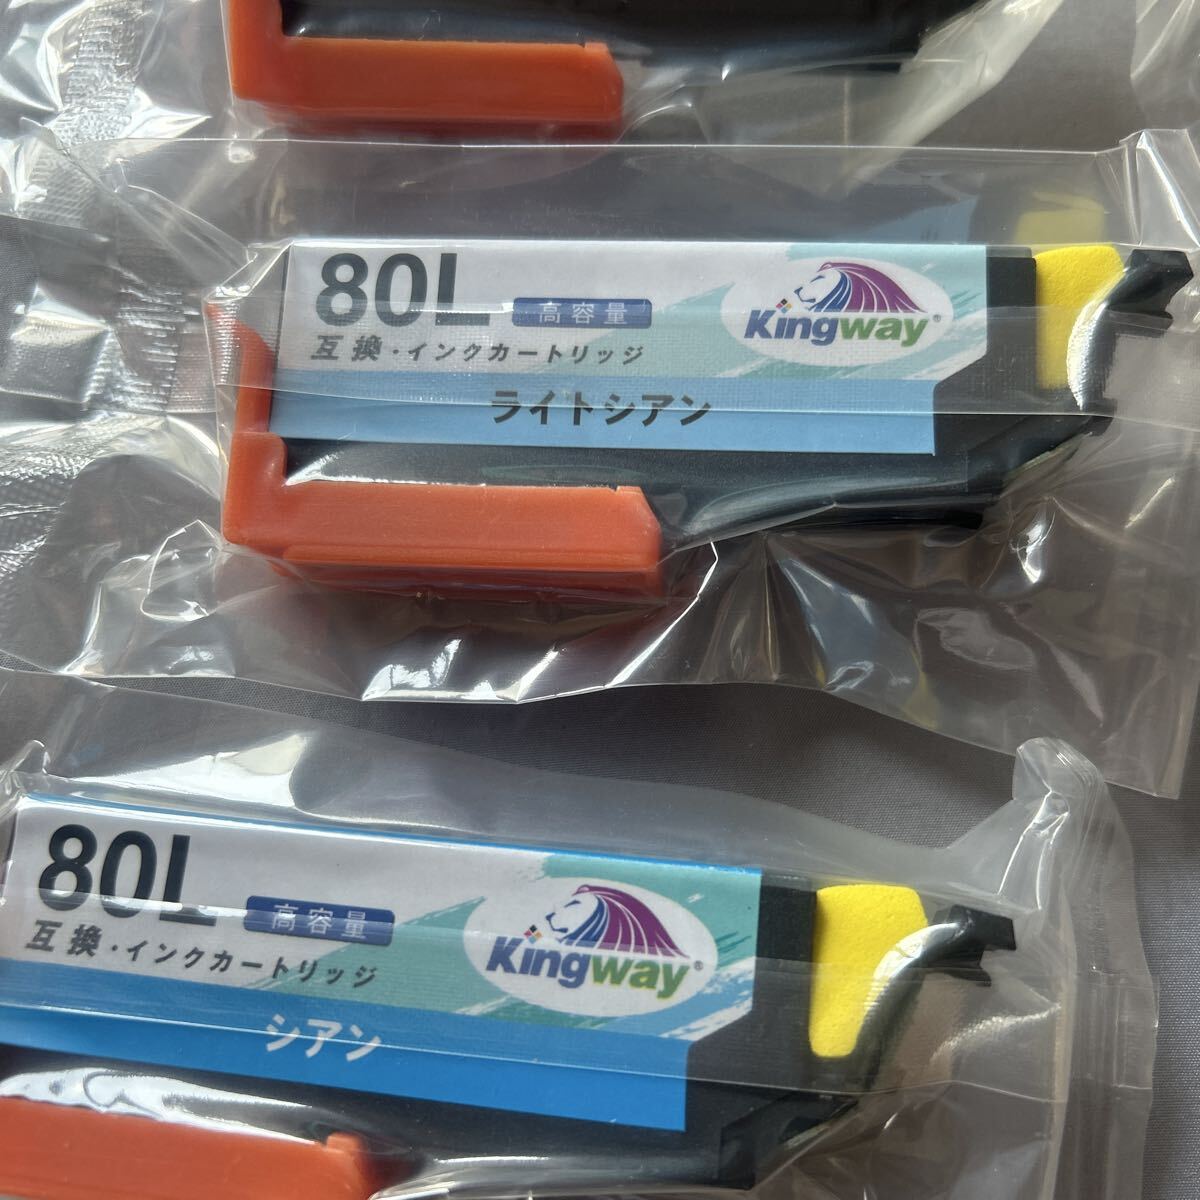 80L 高容量
互換・インクカートリッジ
Kingway®
ライトシアン
80L 高容量
互換・インクカートリッジ
Kingway®
シアン